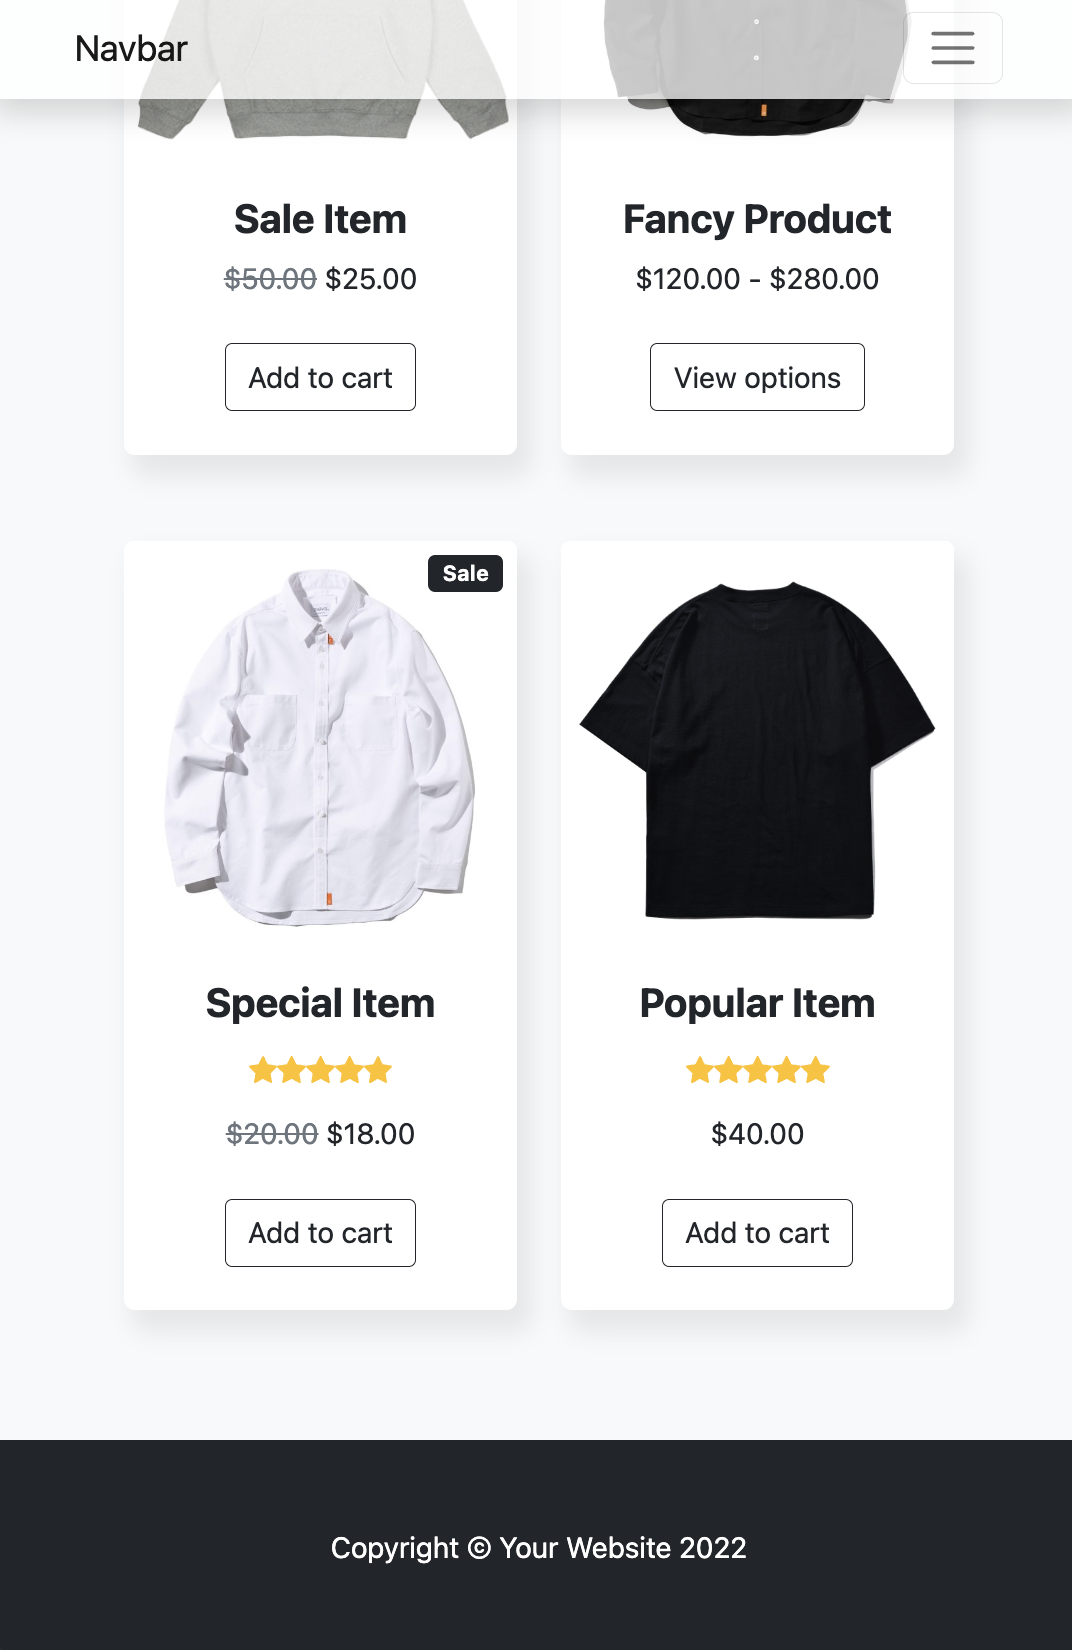 Navbar
Sale Item
Fancy Product
$50.00 $25.00
$120.00 - $280.00
Add to cart
View options
Sale
Special Item
Popular Item
$20.00 $18.00
$40.00
Add to cart
Add to cart
Copyright © Your Website 2022